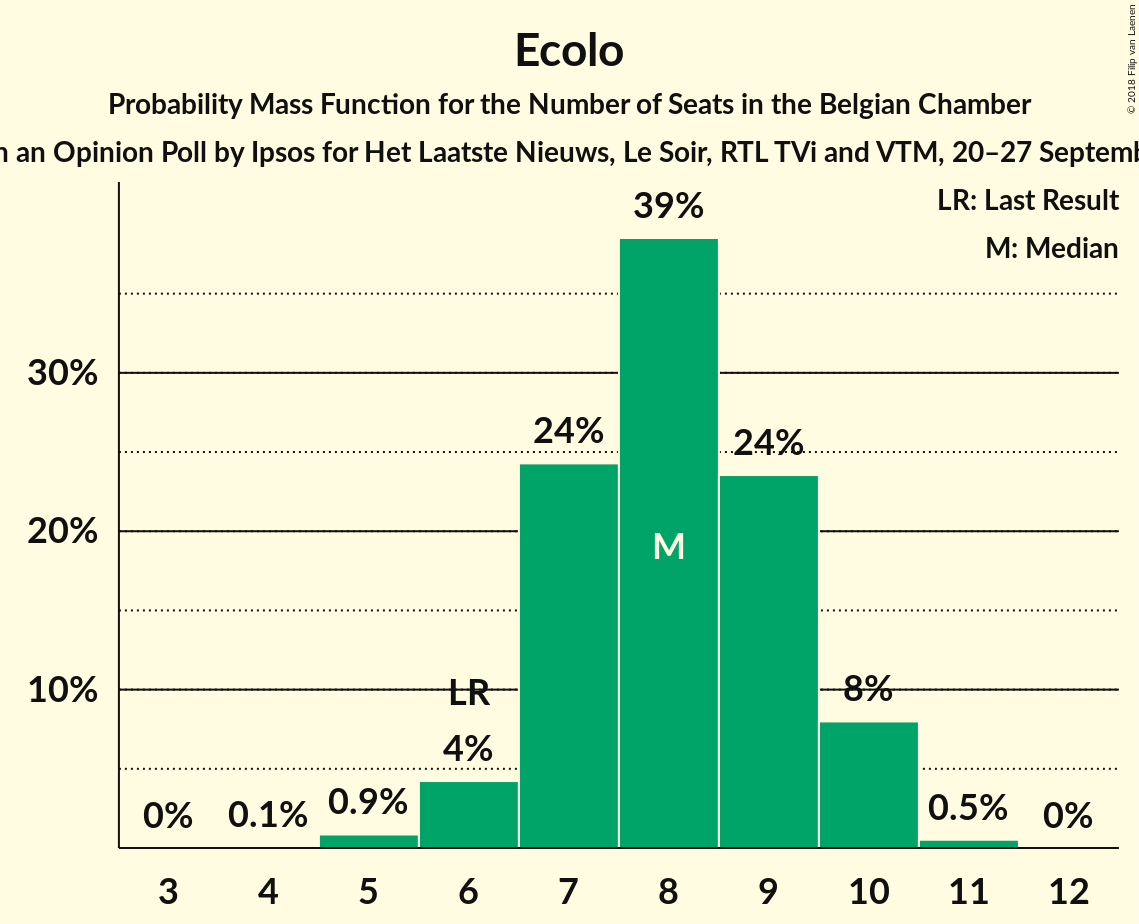 Ecolo
Probability Mass Function for the Number of Seats in the Belgian Chamber
an Opinion Poll by Ipsos for Het Laatste Nieuws, Le Soir, RTL TVi and VTM, 20–27
© 2018 Filip van Laenen
LR: Last Result
M: Median
39%
30%
24%
24%
20%
M
10%
LR
8%
4%
0%
0.1%
0.9%
0.5%
0%
3 4 5 6 7 8 9 10 11 12